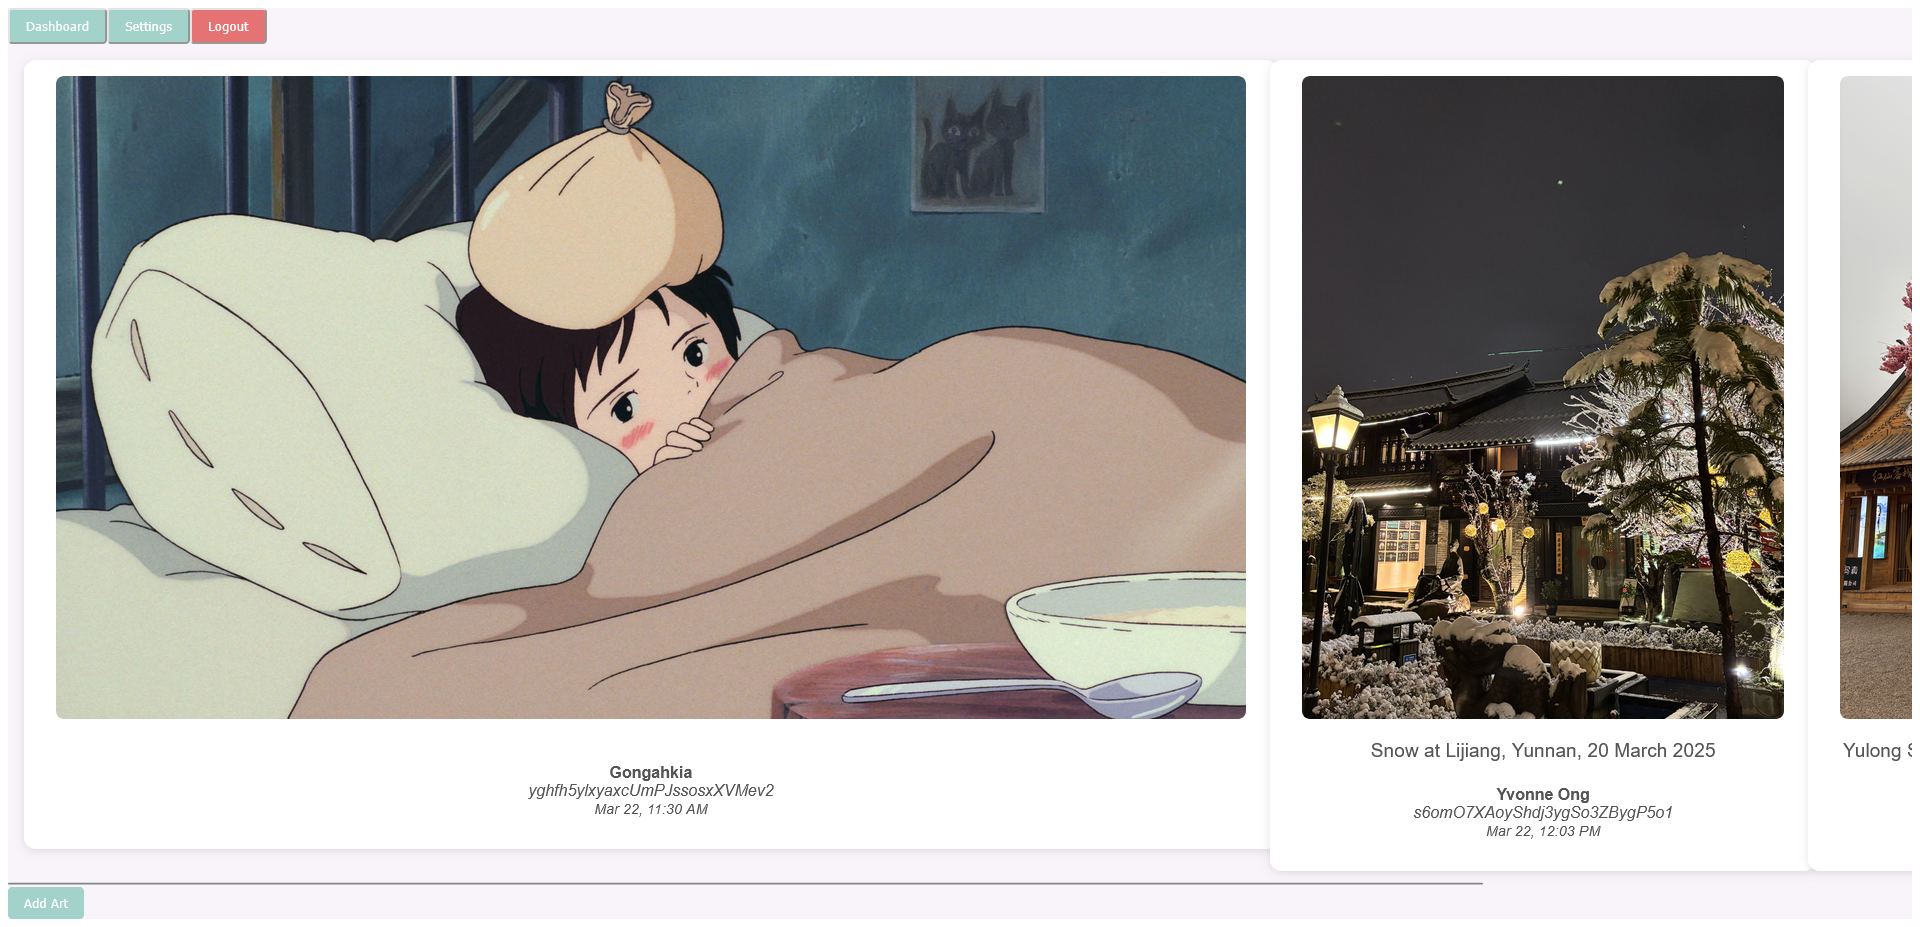 Dashboard Settings Logout
Gongahkia
yghfh5ylxyaxcUmPJssosxXVMev2
Mar 22, 11:30 AM
Snow at Lijiang, Yunnan, 20 March 2025
Yvonne Ong
s6omO7XAoyShdj3ygSo3ZBygP5o1
Mar 22, 12:03 PM
Yulong S
Add Art